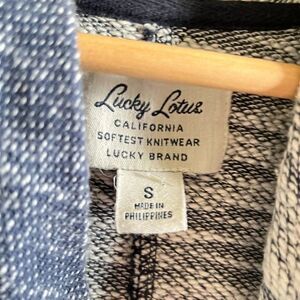 Lucky Lotus
CALIFORNIA
SOFTEST KNITWEAR
LUCKY BRAND
S
MADE IN
PHILIPPINES